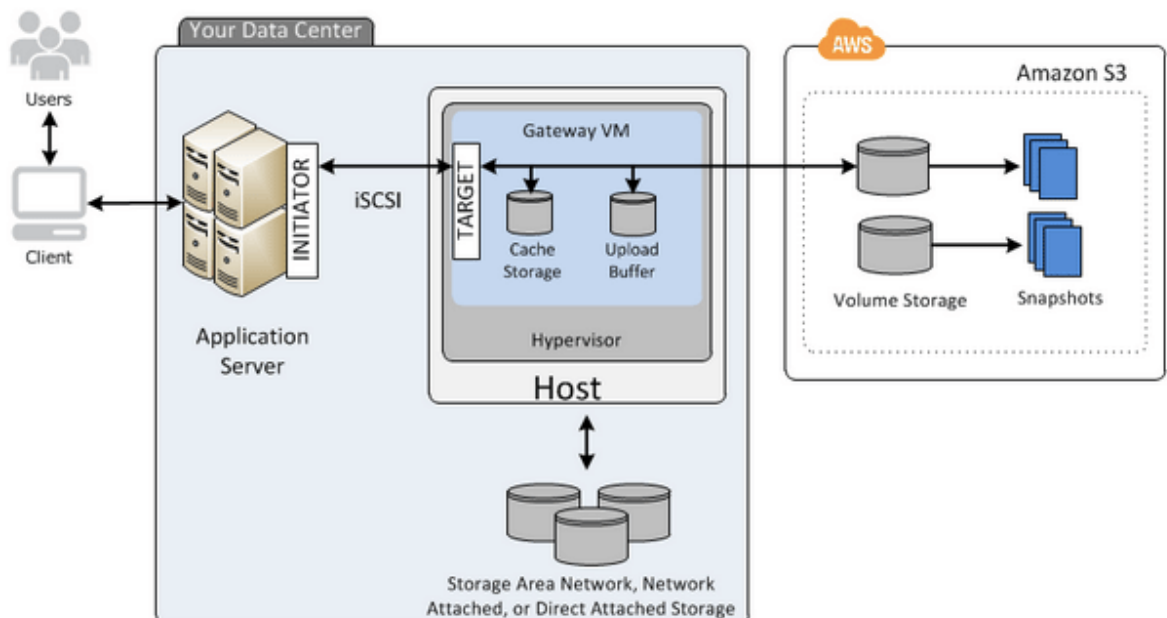 Your Data Center
AWS
Amazon S3
Users
Gateway VM
INITIATOR
TARGET
iSCSI
Cache
Storage
Upload
Buffer
Client
Volume Storage
Snapshots
Application
Server
Hypervisor
Host
Storage Area Network, Network
Attached, or Direct Attached Storage